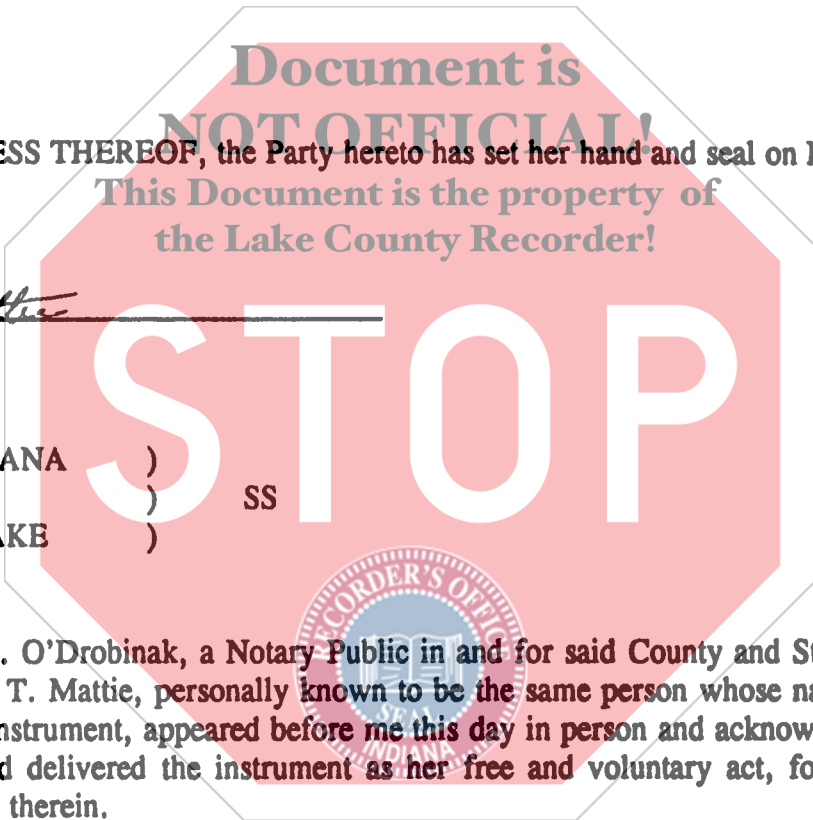 Document is
NOT OFFICIAL!
ESS THEREOF, the Party hereto has set her hand and seal on
This Document is the property of
the Lake County Recorder!
STOP
ANA )
) SS
AKE )
RECORDER'S OFFICE
. O'Drobinak, a Notary Public in and for said County and St
T. Mattie, personally known to be the same person whose na
nstrument, appeared before me this day in person and acknow
SEAL
INDIANA
d delivered the instrument as her free and voluntary act, fo
therein.